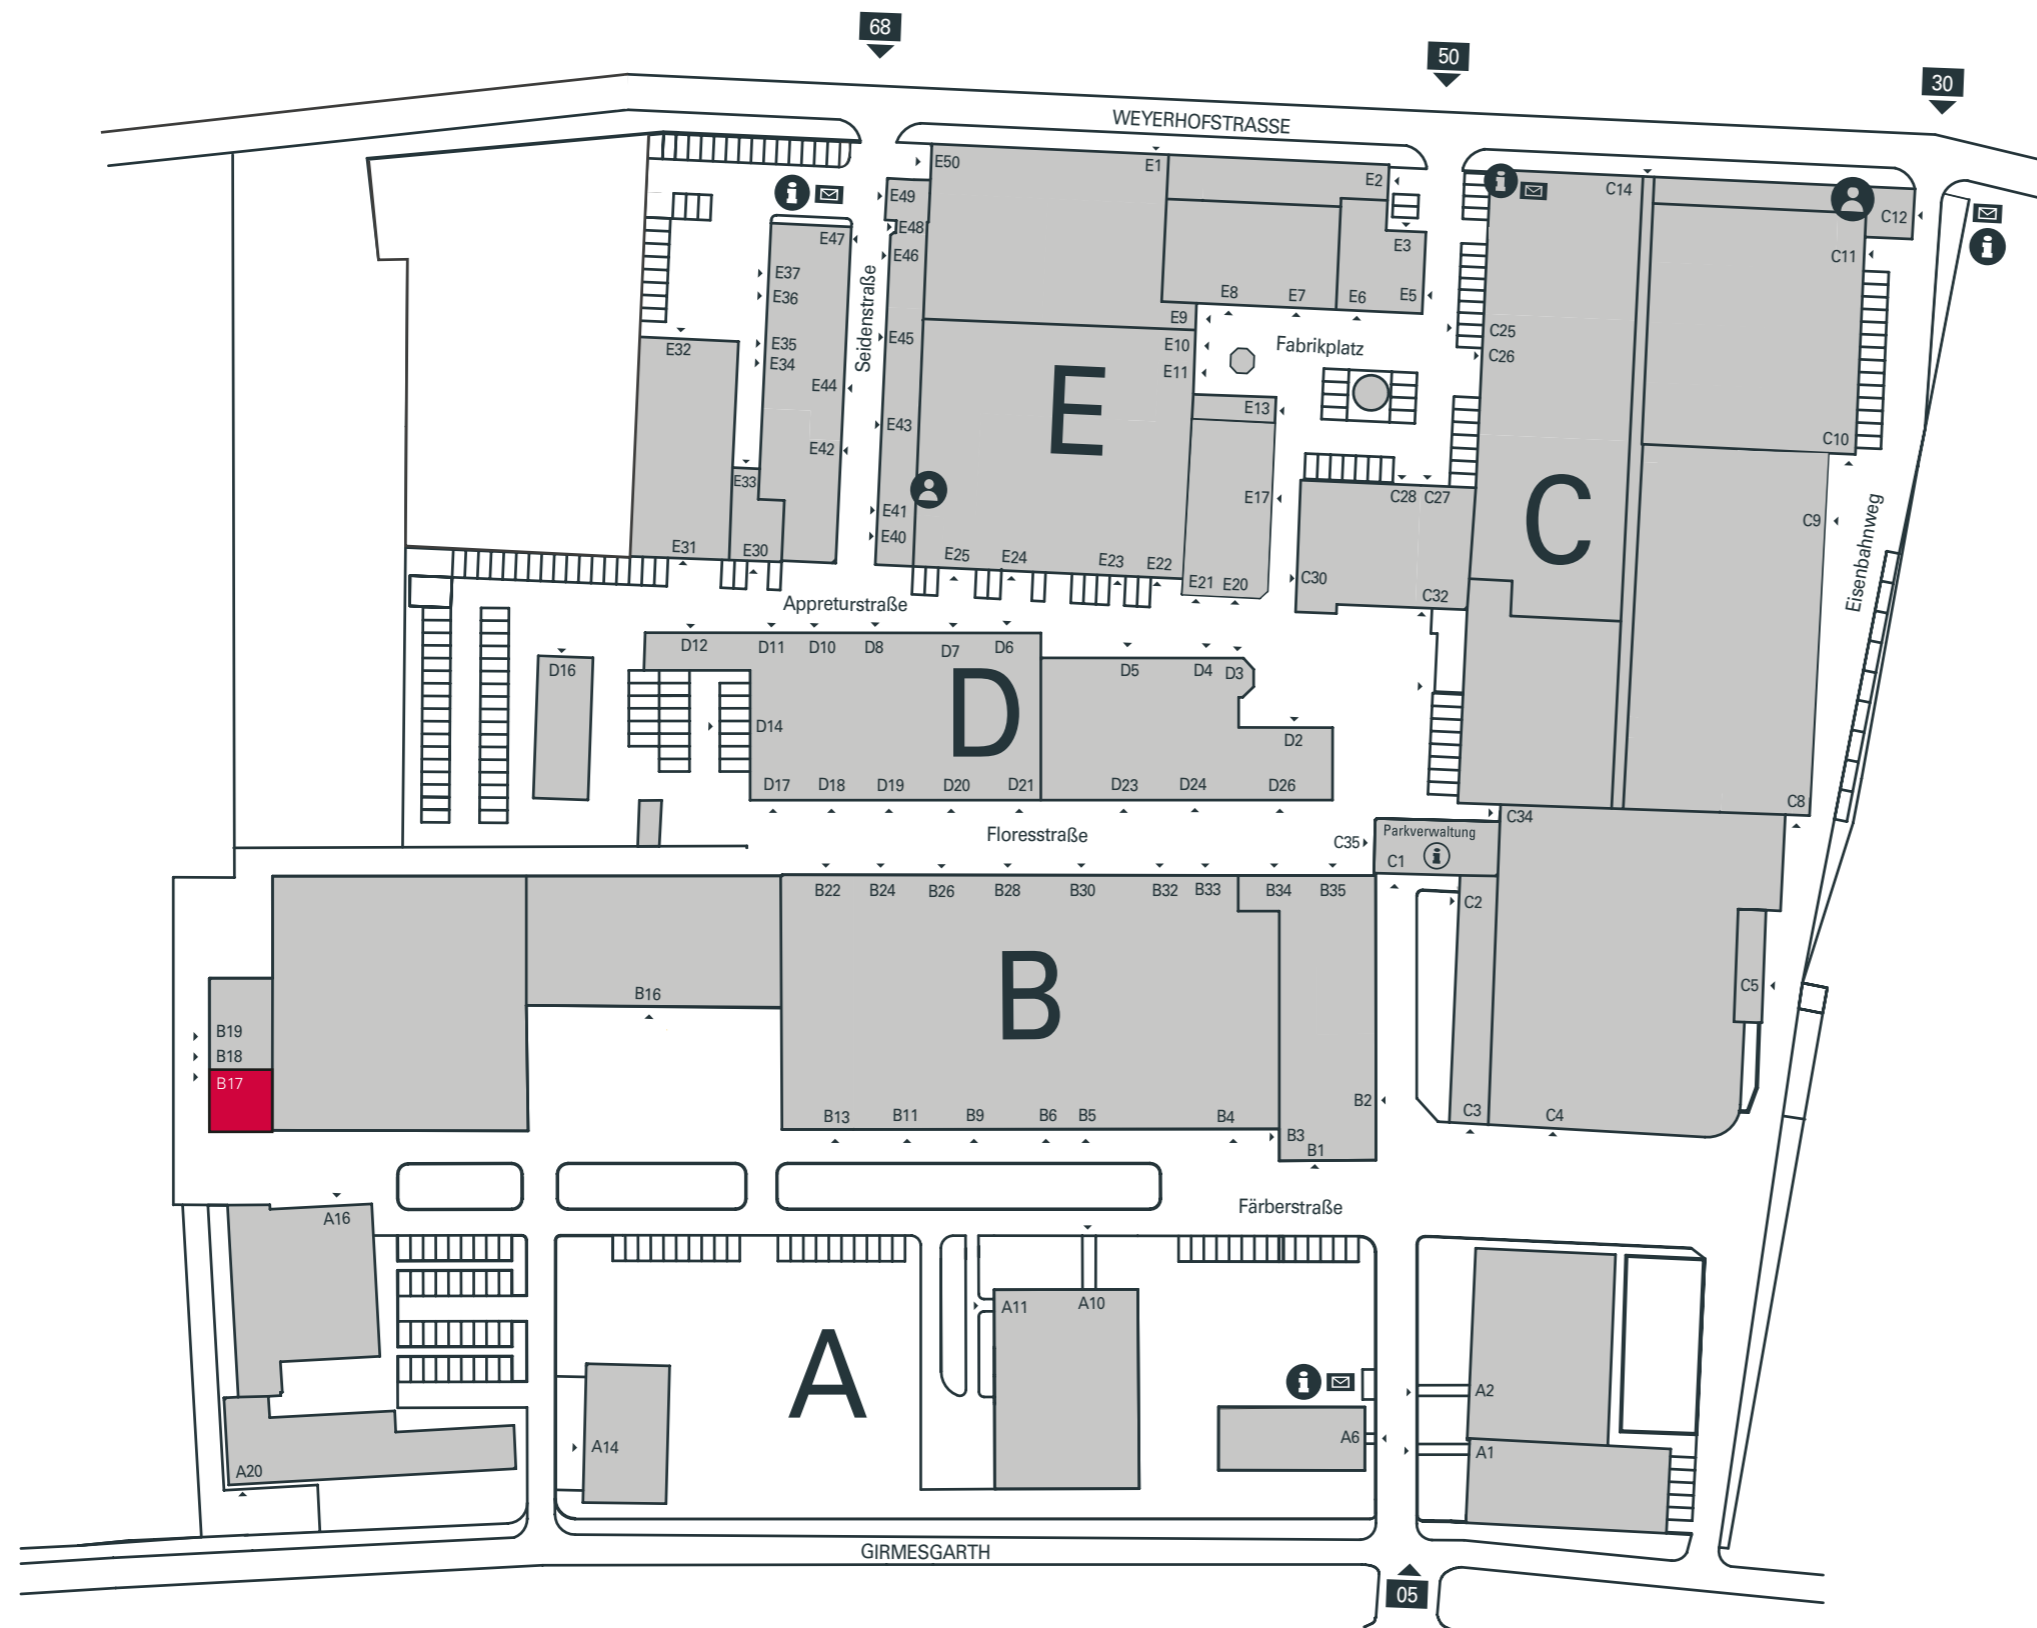 68
50
30
WEYERHOFSTRASSE
E50
E1
E2
C14
E49
C12
E48
E47
E46
E3
C11
E37
E36
E8
E7
E6
E5
Seidenstraße
E9
C25
E45
E35
E10
Fabrikplatz
E32
C26
E34
E11
E44
E13
E
E43
C10
E42
E33
E17
C28
C27
C
E41
C9
E40
E31
E30
E25
E24
E23
E22
Eisenbahnweg
E21
E20
C30
C32
Appreturstraße
D12
D11
D10
D8
D7
D6
D16
D5
D4
D3
D
D14
D2
D17
D18
D19
D20
D21
D23
D24
D26
C8
C34
Floresstraße
Parkverwaltung
C35
C1
B22
B24
B26
B28
B30
B32
B33
B34
B35
C2
B
B16
C5
B19
B18
B17
B2
B13
B11
B9
B6
B5
B4
C3
C4
B3
B1
Färberstraße
A16
A11
A10
A
A2
A6
A14
A1
A20
GIRMESGARTH
05